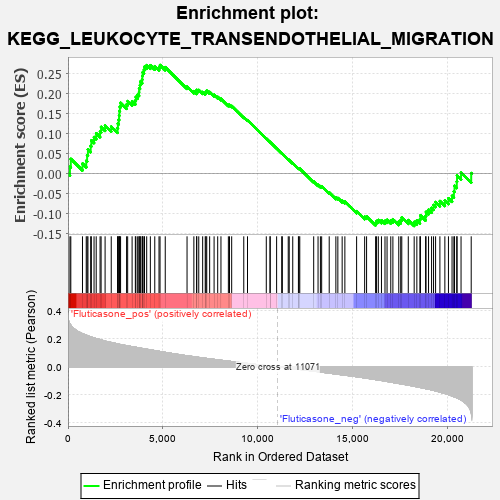 Enrichment plot:
KEGG_LEUKOCYTE_TRANSENDOTHELIAL_MIGRATION
Enrichment score (ES)
0.25
0.20
0.15
0.10
0.05
0.00
-0.05
-0.10
-0.15
Ranked list metric (Pearson)
0.4
0.2
0.0
-0.2
-0.4
'Fluticasone_pos' (positively correlated)
Zero cross at 11071
'Fluticasone_neg' (negatively correlated)
0
5,000
10,000
15,000
20,000
Rank in Ordered Dataset
Enrichment profile
Hits
Ranking metric scores